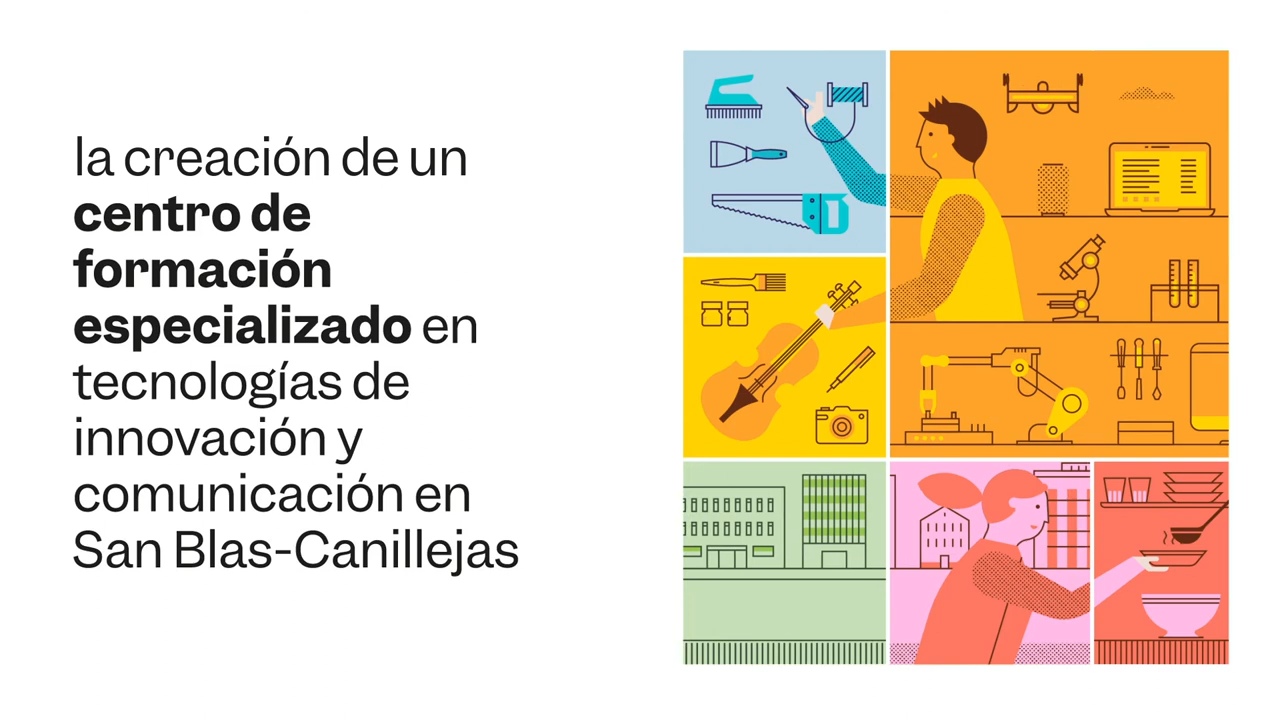 la creación de un
centro de
formación
especializado en
tecnologías de
innovación y
comunicación en
San Blas-Canillejas